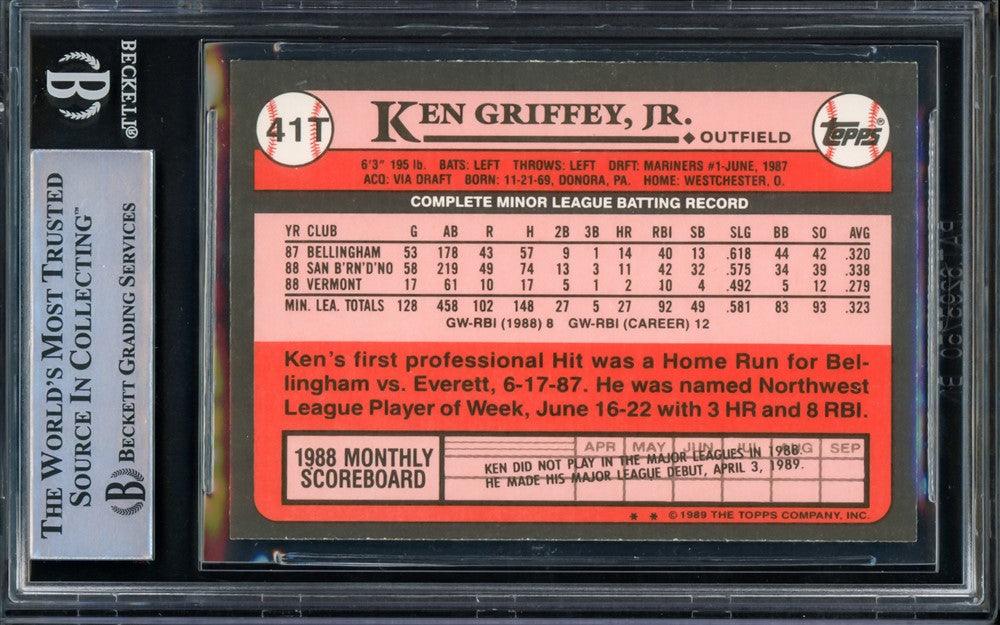 BECKETT®
THE WORLD'S MOST TRUSTED
SOURCE IN COLLECTING™
B BECKETT GRADING SERVICES
41T
KEN GRIFFEY, JR.
◆ OUTFIELD
TOPPS®
6'3" 195 lb. BATS: LEFT THROWS: LEFT DRFT: MARINERS #1-JUNE, 1987
ACQ: VIA DRAFT BORN: 11-21-69, DONORA, PA. HOME: WESTCHESTER, O.
COMPLETE MINOR LEAGUE BATTING RECORD
YR CLUB G AB R H 2B 3B HR RBI SB SLG BB SO AVG
87 BELLINGHAM 53 178 43 57 9 1 14 40 13 .618 44 42 .320
88 SAN B'RN'D'NO 58 219 49 74 13 3 11 42 32 .575 34 39 .338
88 VERMONT 17 61 10 17 5 1 2 10 4 .492 5 12 .279
MIN. LEA. TOTALS 128 458 102 148 27 5 27 92 49 .581 83 93 .323
GW-RBI (1988) 8 GW-RBI (CAREER) 12
Ken's first professional Hit was a Home Run for Bel-
lingham vs. Everett, 6-17-87. He was named Northwest
League Player of Week, June 16-22 with 3 HR and 8 RBI.
1988 MONTHLY
SCOREBOARD
APR MAY JUN JUL AUG SEP
KEN DID NOT PLAY IN THE MAJOR LEAGUES IN 1988.
HE MADE HIS MAJOR LEAGUE DEBUT, APRIL 3, 1989.
* * © 1989 THE TOPPS COMPANY, INC.